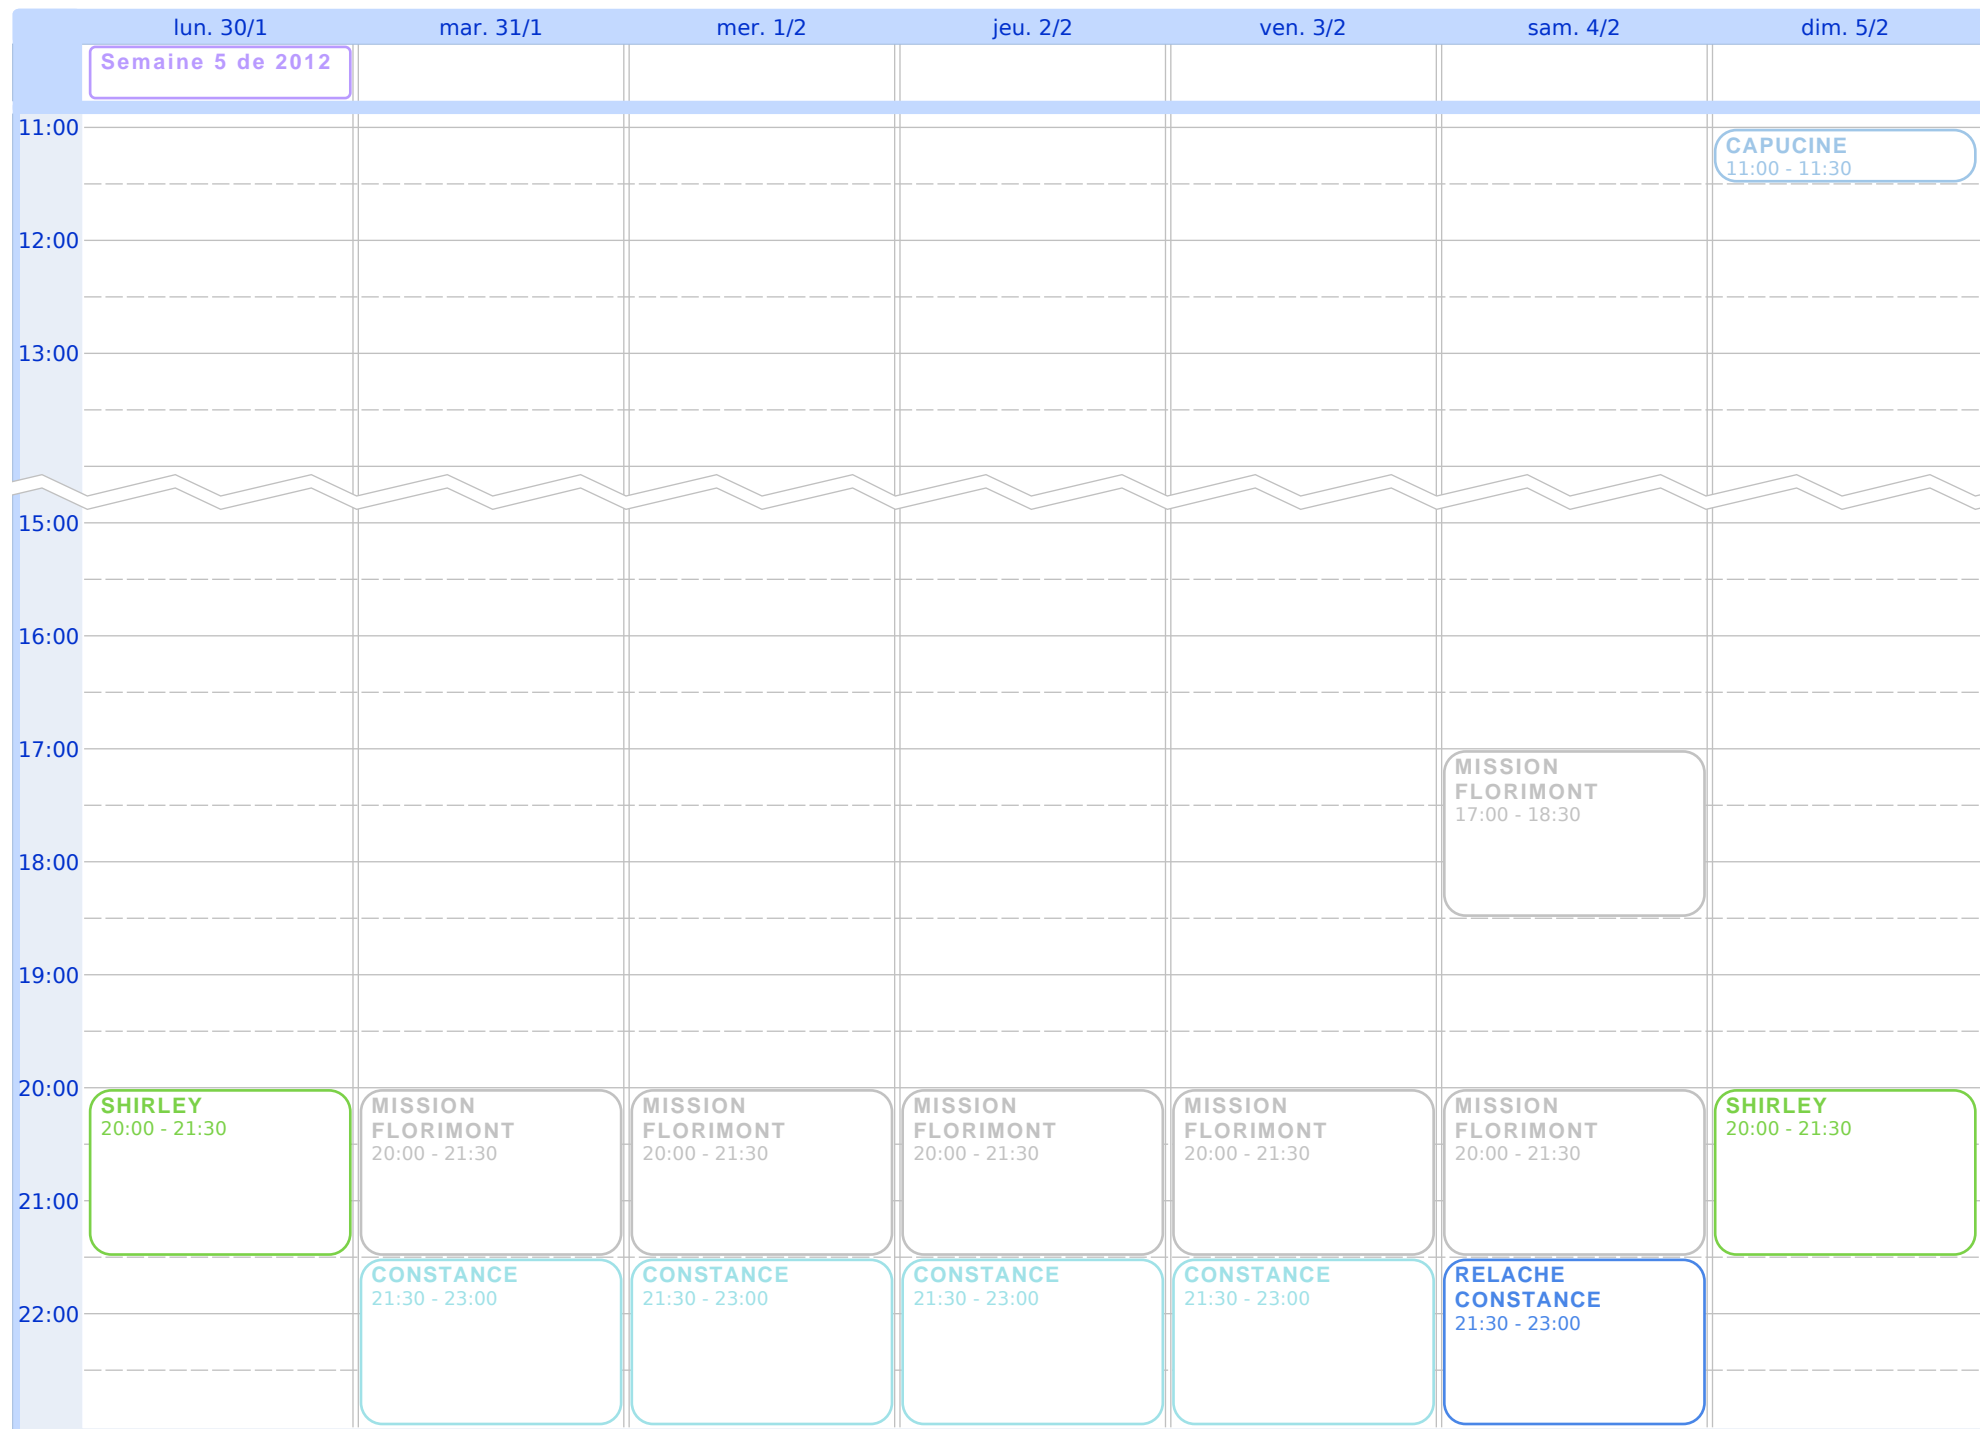 lun. 30/1 mar. 31/1 mer. 1/2 jeu. 2/2 ven. 3/2 sam. 4/2 dim. 5/2
Semaine 5 de 2012
11:00
CAPUCINE
11:00 - 11:30
12:00
13:00
15:00
16:00
17:00
MISSION
FLORIMONT
17:00 - 18:30
18:00
19:00
20:00
SHIRLEY
20:00 - 21:30
MISSION
FLORIMONT
20:00 - 21:30
MISSION
FLORIMONT
20:00 - 21:30
MISSION
FLORIMONT
20:00 - 21:30
MISSION
FLORIMONT
20:00 - 21:30
MISSION
FLORIMONT
20:00 - 21:30
SHIRLEY
20:00 - 21:30
21:00
CONSTANCE
21:30 - 23:00
CONSTANCE
21:30 - 23:00
CONSTANCE
21:30 - 23:00
CONSTANCE
21:30 - 23:00
RELACHE
CONSTANCE
21:30 - 23:00
22:00